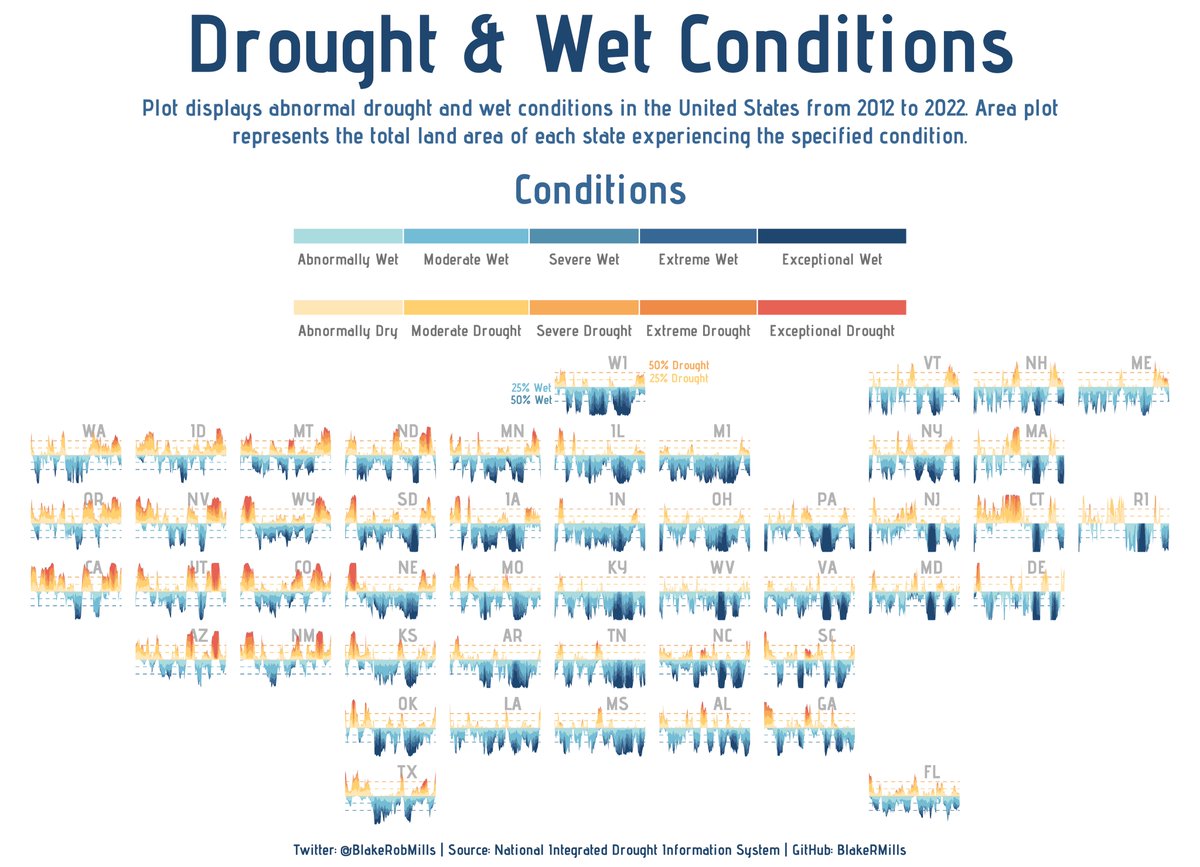 Drought & Wet Conditions
Plot displays abnormal drought and wet conditions in the United States from 2012 to 2022. Area plot
represents the total land area of each state experiencing the specified condition.
Conditions
Abnormally Wet Moderate Wet Severe Wet Extreme Wet Exceptional Wet
Abnormally Dry Moderate Drought Severe Drought Extreme Drought Exceptional Drought
WI 50% Drought VT NH ME
25% Drought
25% Wet
50% Wet
WA ID MT ND MN IL MI NY MA
OR NV WY SD IA IN OH PA NJ CT RI
CA UT CO NE MO KY WV VA MD DE
AZ NM KS AR TN NC SC
OK LA MS AL GA
TX FL
Twitter: @BlakeRobMills | Source: National Integrated Drought Information System | GitHub: BlakeRMills